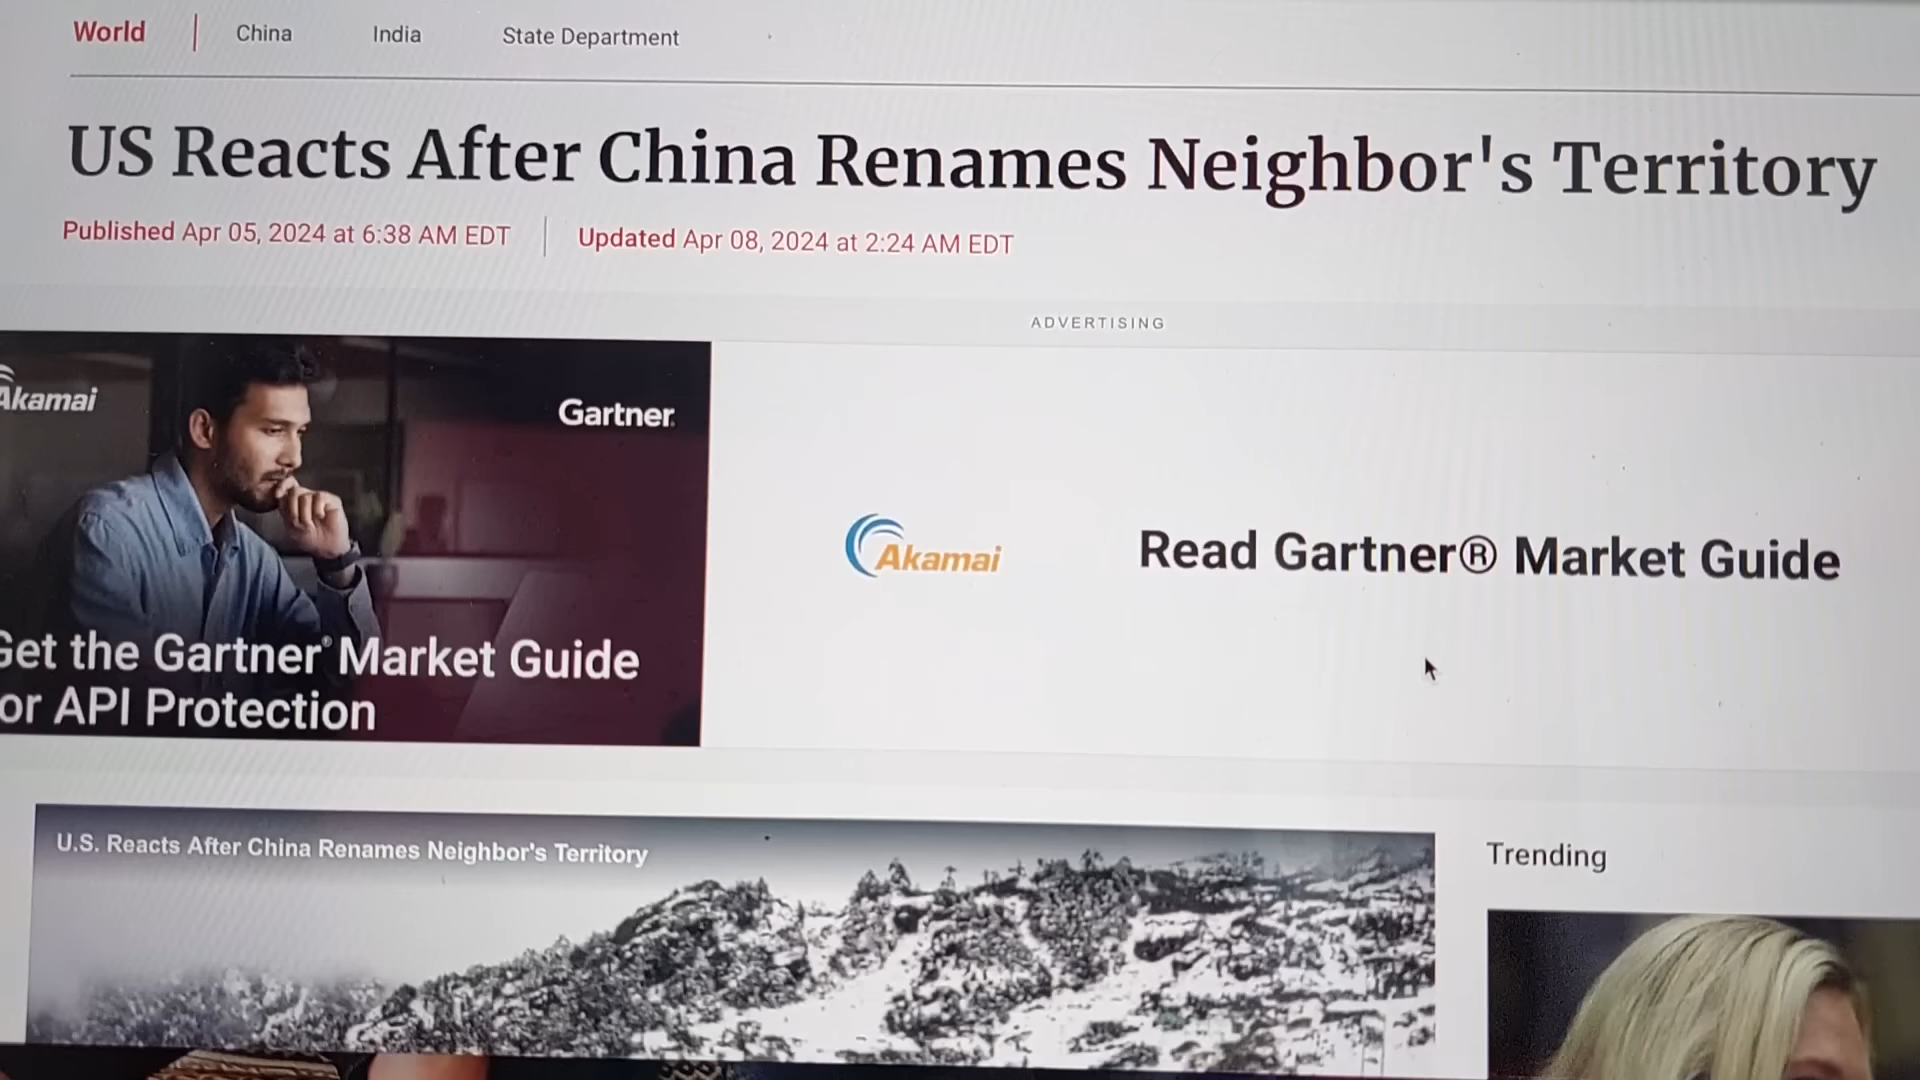 World | China India State Department
US Reacts After China Renames Neighbor's Territory
Published Apr 05, 2024 at 6:38 AM EDT | Updated Apr 08, 2024 at 2:24 AM EDT
ADVERTISING
Akamai
Gartner
Get the Gartner® Market Guide
or API Protection
Akamai
Read Gartner® Market Guide
U.S. Reacts After China Renames Neighbor's Territory
Trending